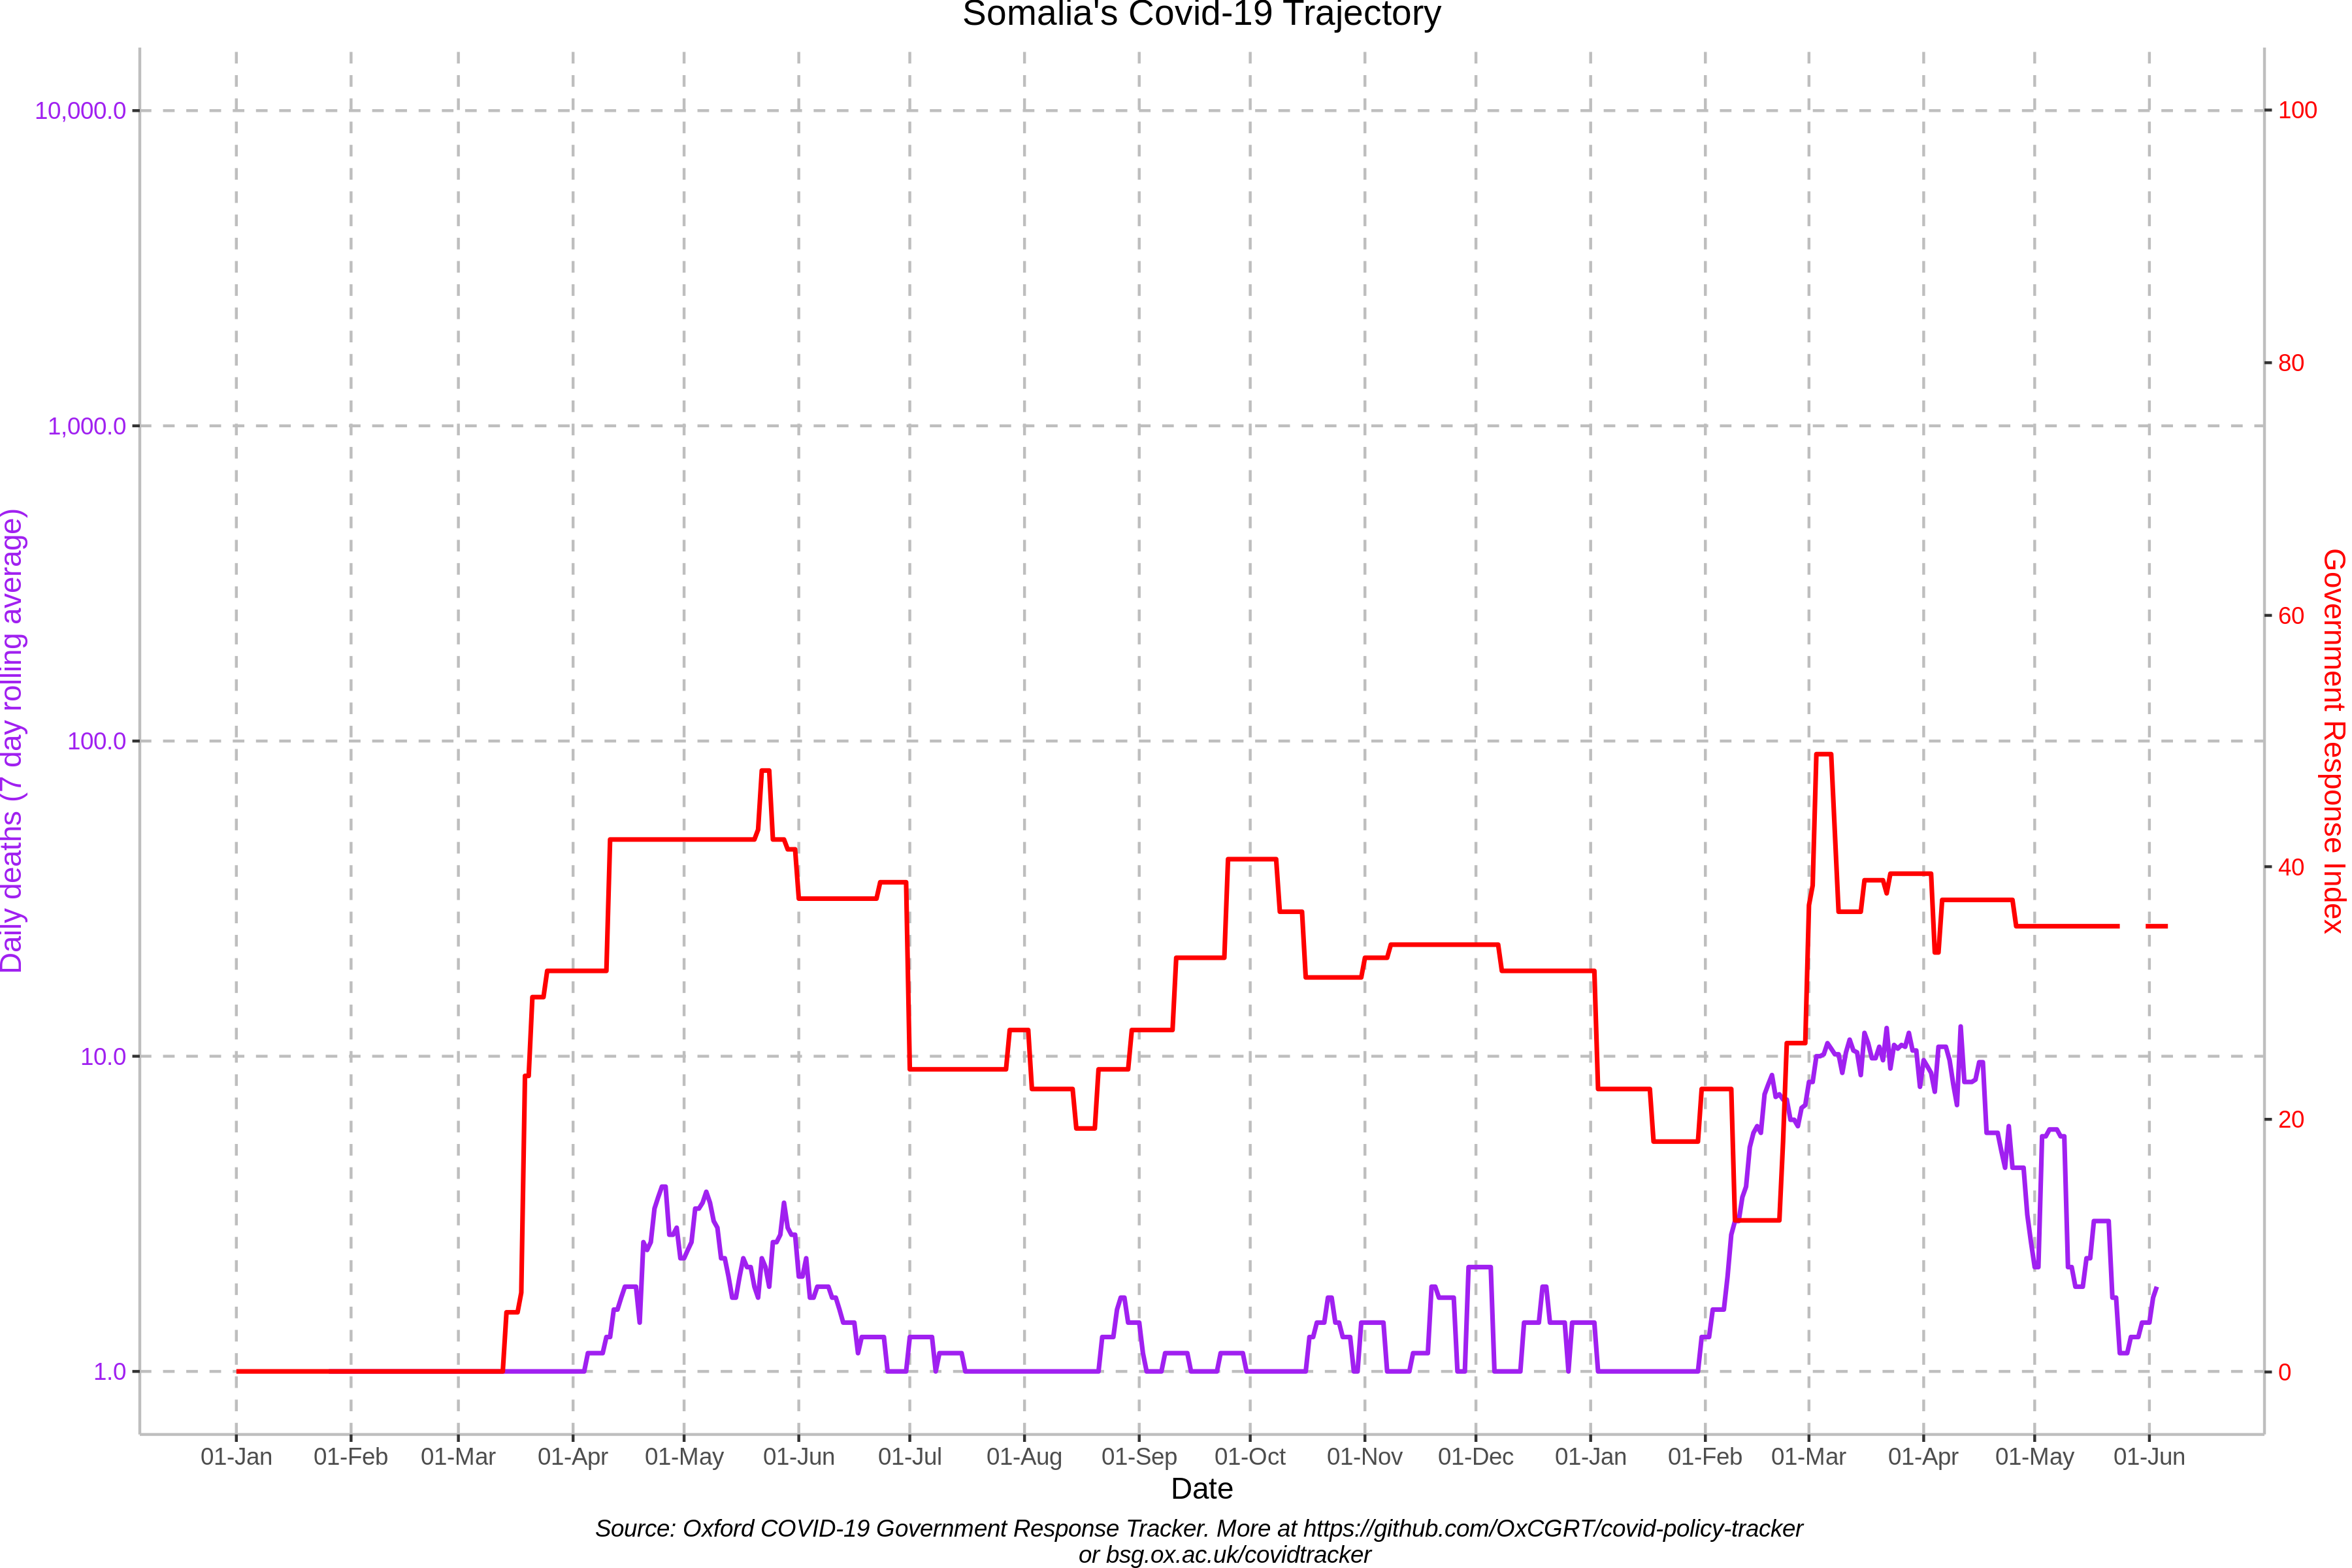 Somalia's Covid-19 Trajectory
10,000.0
1,000.0
100.0
10.0
1.0
Daily deaths (7 day rolling average)
100
80
60
40
20
0
Government Response Index
01-Jan 01-Feb 01-Mar 01-Apr 01-May 01-Jun 01-Jul 01-Aug 01-Sep 01-Oct 01-Nov 01-Dec 01-Jan 01-Feb 01-Mar 01-Apr 01-May 01-Jun
Date
Source: Oxford COVID-19 Government Response Tracker. More at https://github.com/OxCGRT/covid-policy-tracker
or bsg.ox.ac.uk/covidtracker